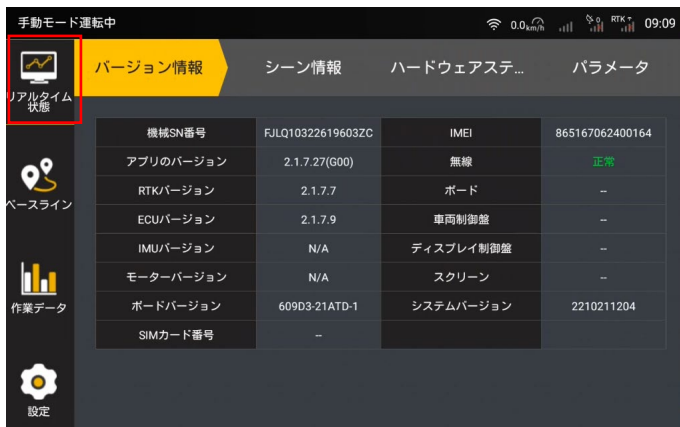 手動モード運転中
0.0km/h
RTK
09:09
リアルタイム
状態
バージョン情報
シーン情報
ハードウェアステ...
パラメータ
機械SN番号 FJLQ10322619603ZC IMEI 865167062400164
アプリのバージョン 2.1.7.27(G00) 無線 正常
RTKバージョン 2.1.7.7 ボード --
ベースライン
ECUバージョン 2.1.7.9 車両制御盤 --
IMUバージョン N/A ディスプレイ制御盤 --
モーターバージョン N/A スクリーン --
作業データ
ボードバージョン 609D3-21ATD-1 システムバージョン 2210211204
SIMカード番号 --
設定